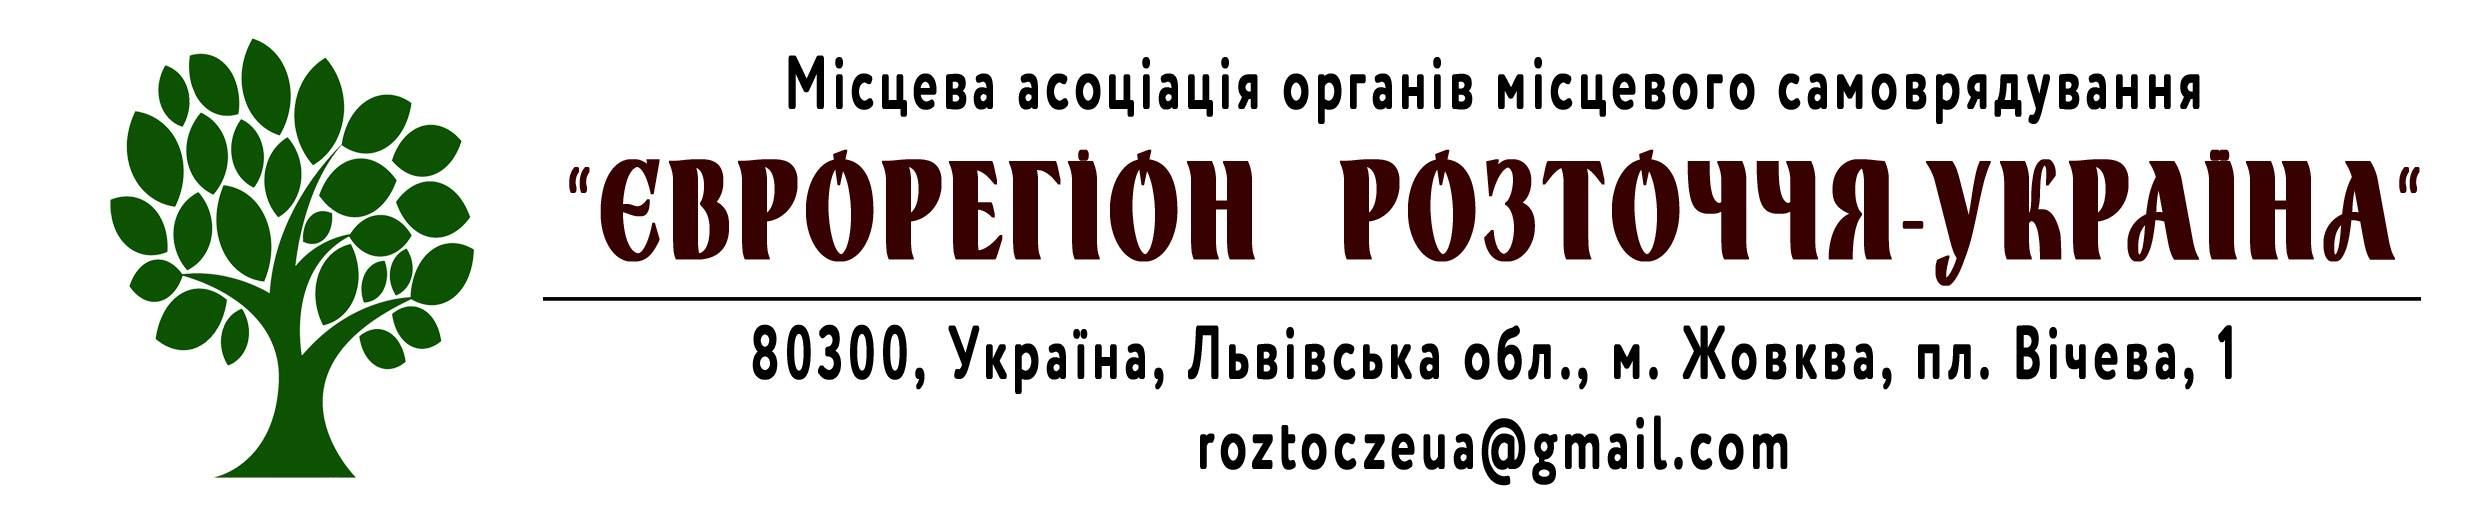 Місцева асоціація органів місцевого самоврядування
“ЄВРОРЕГІОН РОЗТОЧЧЯ-УКРАЇНА“
80300, Україна, Львівська обл., м. Жовква, пл. Вічева, 1
roztoczeua@gmail.com